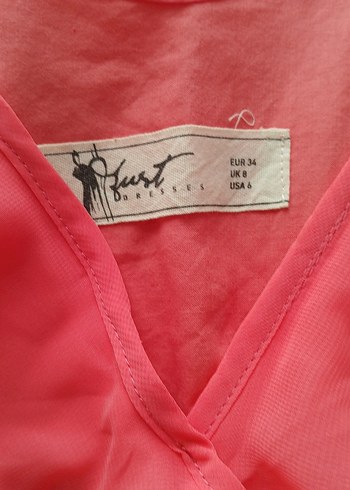 Just
DRESSES
EUR 34
UK 8
USA 6